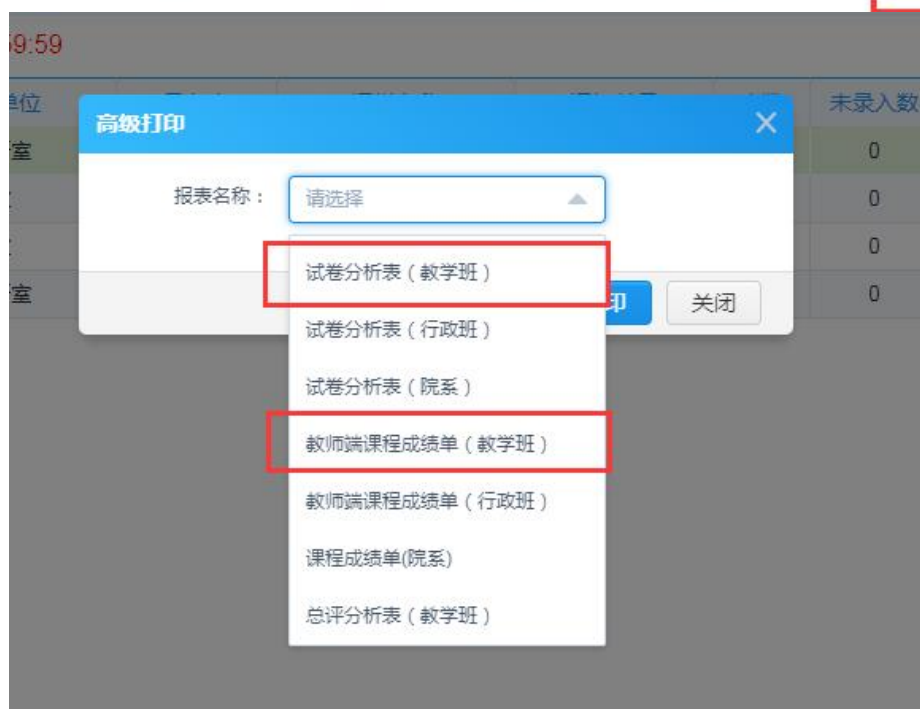 59:59
单位
未录入数
高级打印
室
0
报表名称：
请选择
0
0
试卷分析表（教学班）
室
印
关闭
0
试卷分析表（行政班）
试卷分析表（院系）
教师端课程成绩单（教学班）
教师端课程成绩单（行政班）
课程成绩单(院系)
总评分析表（教学班）